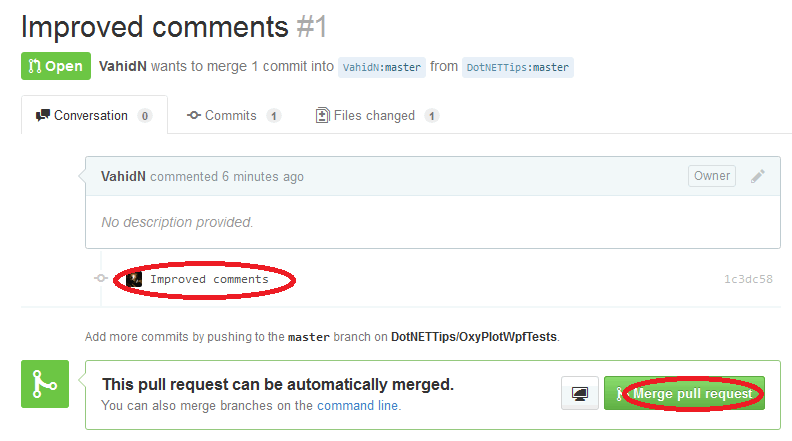 Improved comments #1
Open VahidN wants to merge 1 commit into VahidN:master from DotNETTips:master
Conversation 0 Commits 1 Files changed 1
VahidN commented 6 minutes ago Owner
No description provided.
Improved comments 1c3dc58
Add more commits by pushing to the master branch on DotNETTips/OxyPlotWpfTests.
This pull request can be automatically merged.
You can also merge branches on the command line.
Merge pull request